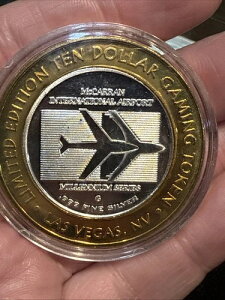 LIMITED EDITION TEN DOLLAR GAMING TOKEN
McCARRAN
INTERNATIONAL AIRPORT
MILLENNIUM SERIES
G
.999 FINE SILVER
• LAS VEGAS, NV •